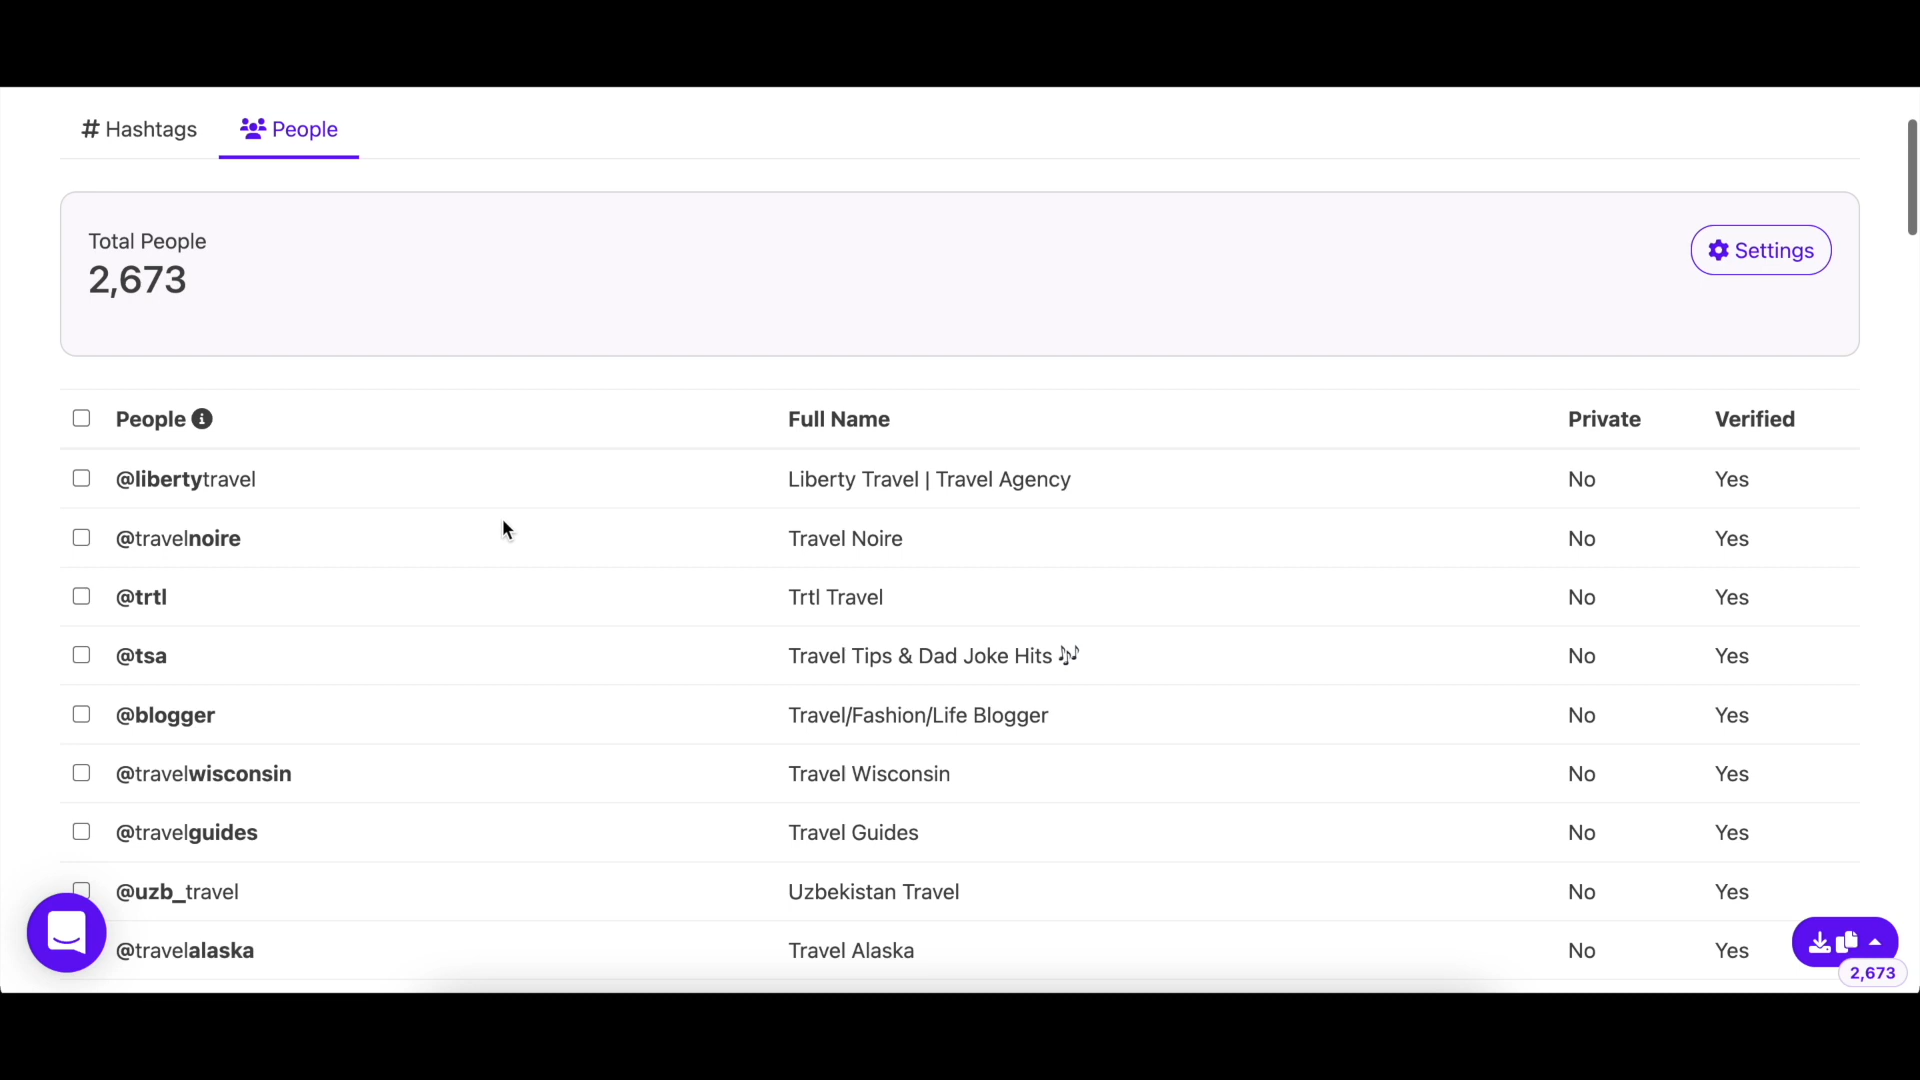 # Hashtags People
Total People
2,673
Settings
People Full Name Private Verified
@libertytravel Liberty Travel | Travel Agency No Yes
@travelnoire Travel Noire No Yes
@trtl Trtl Travel No Yes
@tsa Travel Tips & Dad Joke Hits 🎶 No Yes
@blogger Travel/Fashion/Life Blogger No Yes
@travelwisconsin Travel Wisconsin No Yes
@travelguides Travel Guides No Yes
@uzb_travel Uzbekistan Travel No Yes
@travelalaska Travel Alaska No Yes
2,673